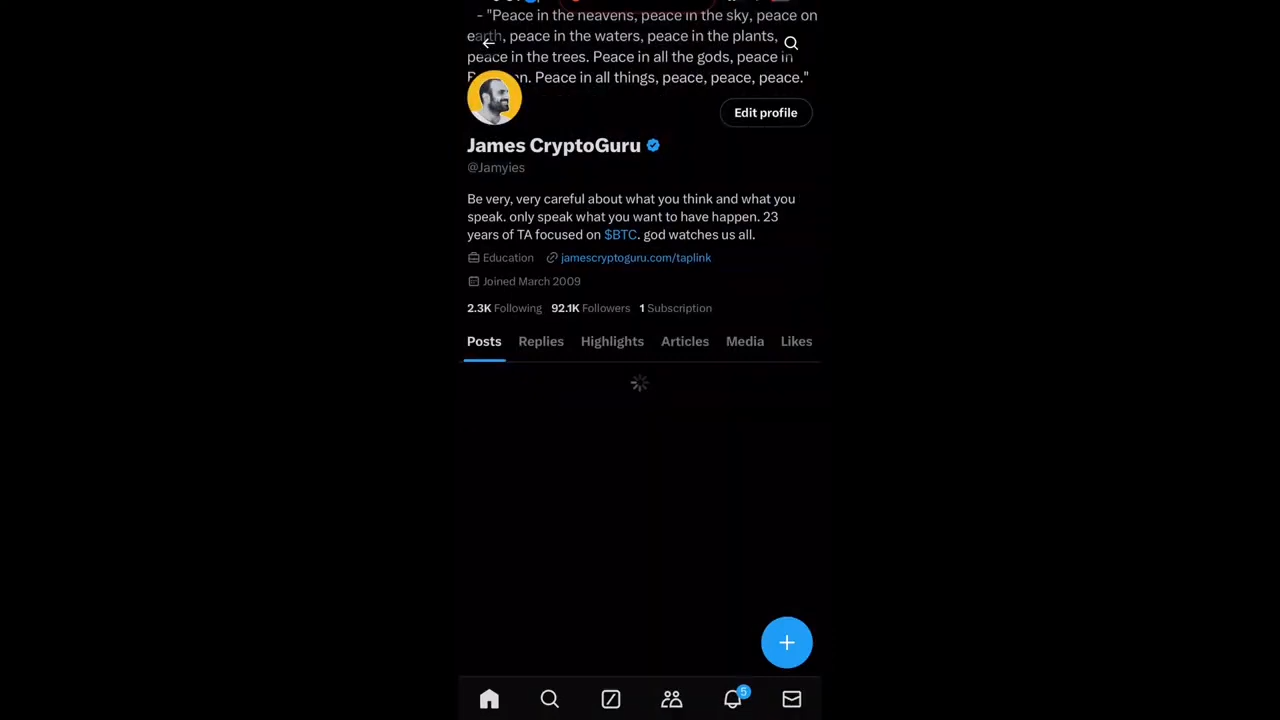 - "Peace in the heavens, peace in the sky, peace on
earth, peace in the waters, peace in the plants,
peace in the trees. Peace in all the gods, peace in
Peace in all things, peace, peace, peace."
Edit profile
James CryptoGuru
@Jamyies
Be very, very careful about what you think and what you
speak. only speak what you want to have happen. 23
years of TA focused on $BTC. god watches us all.
Education jamescryptoguru.com/taplink
Joined March 2009
2.3K Following 92.1K Followers 1 Subscription
Posts Replies Highlights Articles Media Likes
5